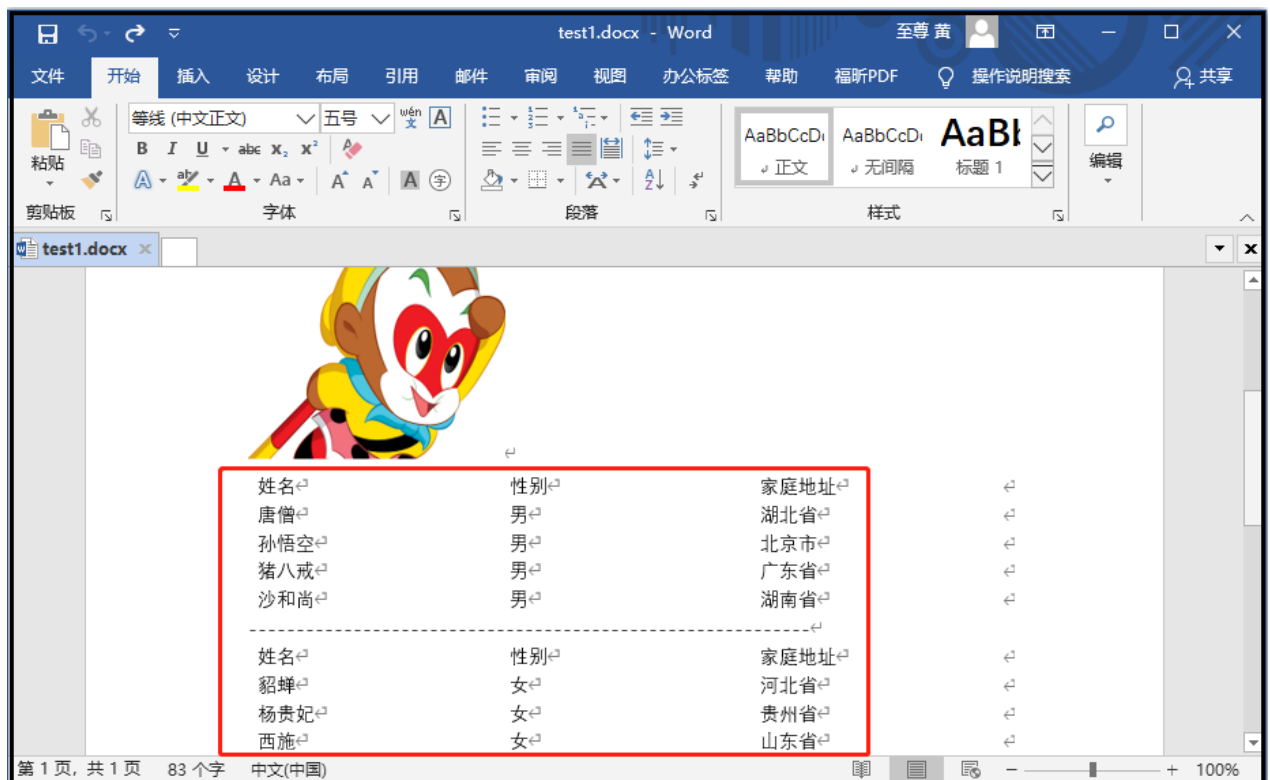 test1.docx - Word 至尊 黄
文件 开始 插入 设计 布局 引用 邮件 审阅 视图 办公标签 帮助 福昕PDF 操作说明搜索 共享
粘贴 等线 (中文正文) 五号 wén 文 A AaBbCcDı AaBbCcDı AaBb 编辑
B I U abc x₂ x² 正文 无间隔 标题 1
A aby A Aa A A A 字 A Z
剪贴板 字体 段落 样式
test1.docx
姓名 性别 家庭地址
唐僧 男 湖北省
孙悟空 男 北京市
猪八戒 男 广东省
沙和尚 男 湖南省
------------------------------------------------------------
姓名 性别 家庭地址
貂蝉 女 河北省
杨贵妃 女 贵州省
西施 女 山东省
第 1 页, 共 1 页 83 个字 中文(中国) 100%